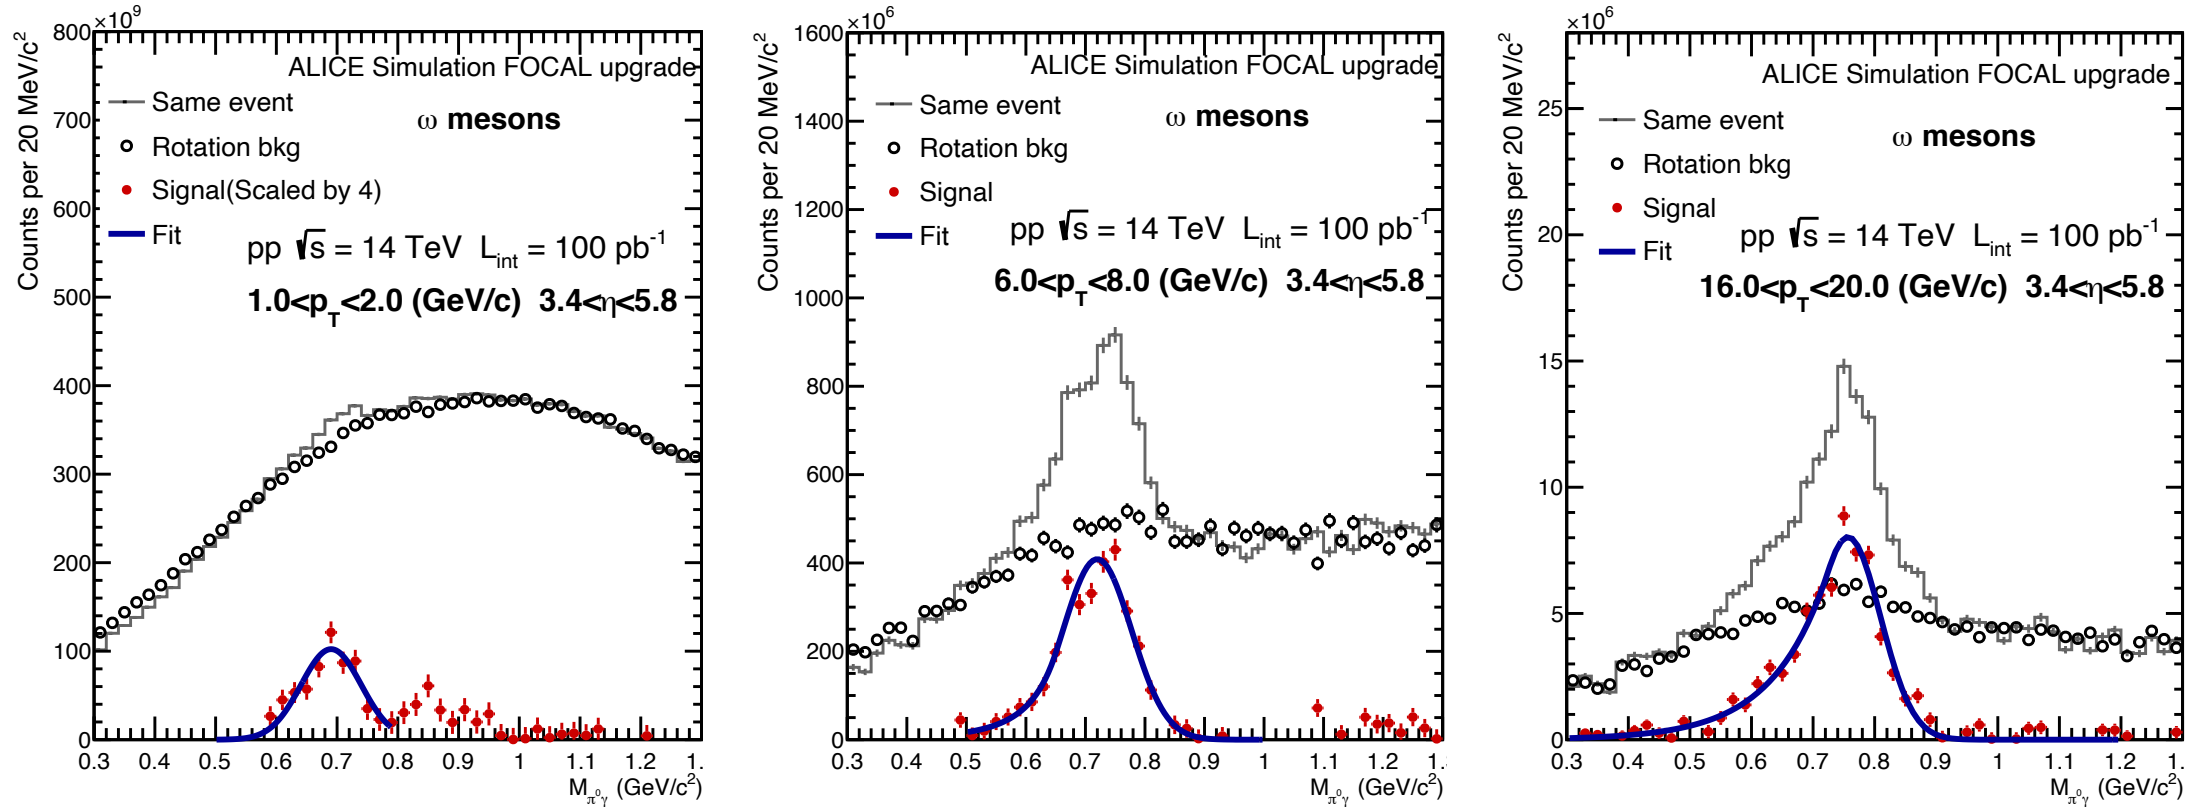 ×10⁹
800
700
600
500
400
300
200
100
0
Counts per 20 MeV/c²
ALICE Simulation FOCAL upgrade
Same event
ω mesons
Rotation bkg
Signal(Scaled by 4)
Fit
pp √s = 14 TeV L_int = 100 pb⁻¹
1.0<p_T<2.0 (GeV/c) 3.4<η<5.8
0.3 0.4 0.5 0.6 0.7 0.8 0.9 1 1.1 1.2 1.
M_π⁰γ (GeV/c²)
×10⁶
1600
1400
1200
1000
800
600
400
200
0
Counts per 20 MeV/c²
ALICE Simulation FOCAL upgrade
Same event
ω mesons
Rotation bkg
Signal
Fit
pp √s = 14 TeV L_int = 100 pb⁻¹
6.0<p_T<8.0 (GeV/c) 3.4<η<5.8
0.3 0.4 0.5 0.6 0.7 0.8 0.9 1 1.1 1.2 1.
M_π⁰γ (GeV/c²)
×10⁶
25
20
15
10
5
0
Counts per 20 MeV/c²
ALICE Simulation FOCAL upgrade
Same event
ω mesons
Rotation bkg
Signal
Fit
pp √s = 14 TeV L_int = 100 pb⁻¹
16.0<p_T<20.0 (GeV/c) 3.4<η<5.8
0.3 0.4 0.5 0.6 0.7 0.8 0.9 1 1.1 1.2 1.
M_π⁰γ (GeV/c²)